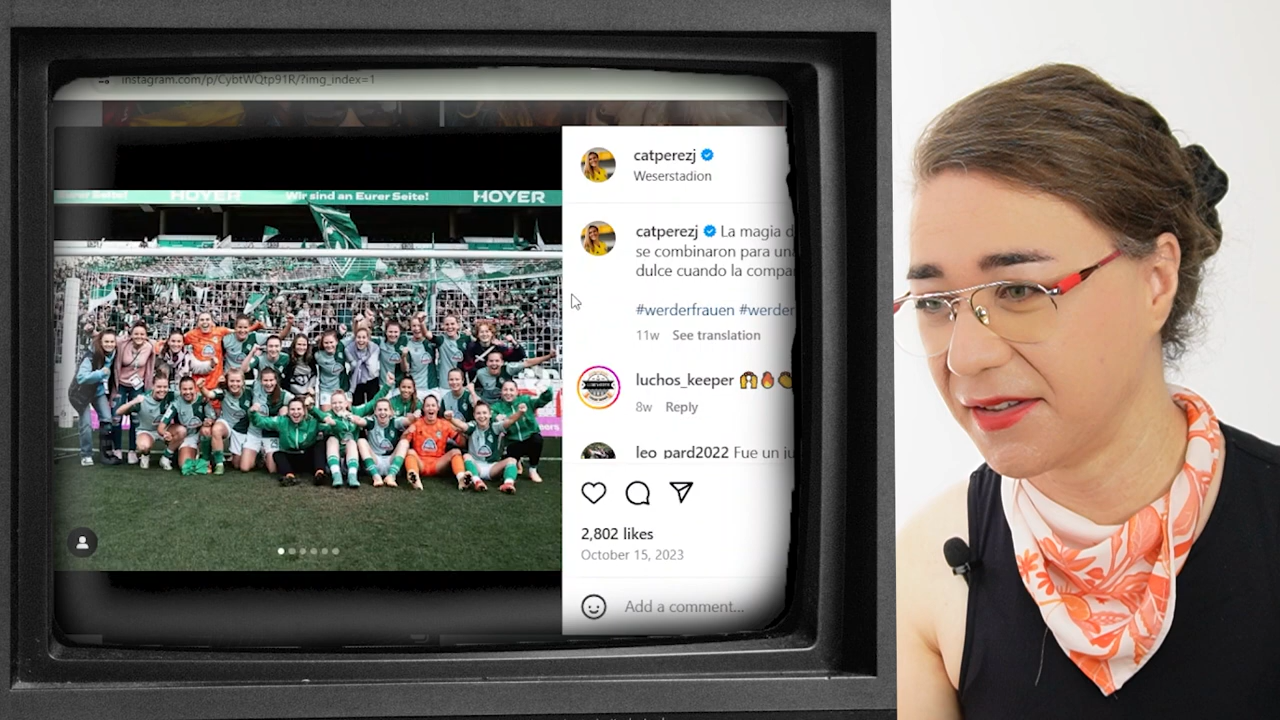 instagram.com/p/CybtWQtp91R/?img_index=1
HOYER
Wir sind an Eurer Seite!
HOYER
catperezj
Weserstadion
catperezj La magia d
se combinaron para una
dulce cuando la compa
#werderfrauen #werder
11w See translation
luchos_keeper 🙌🔥👏
8w Reply
leo_pard2022 Fue un ju
2,802 likes
October 15, 2023
Add a comment...